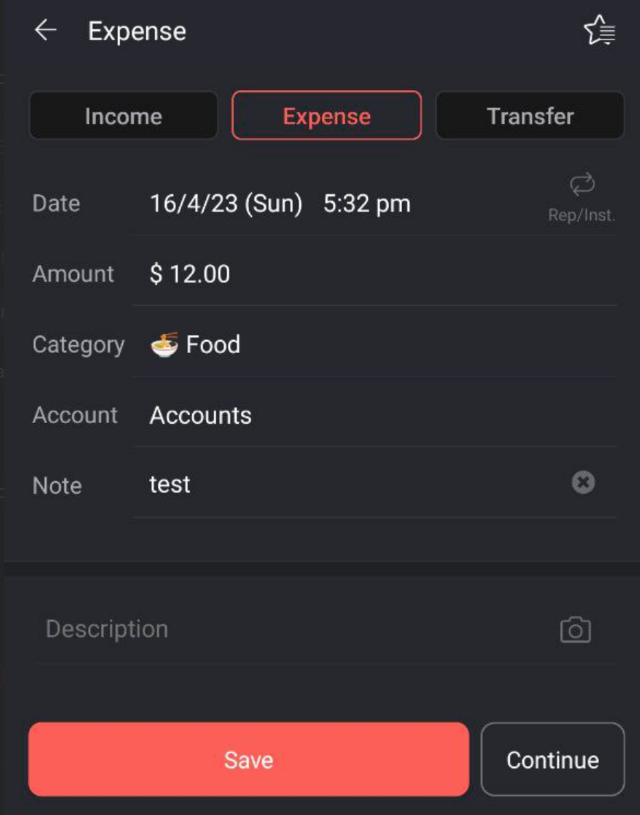 Expense
Income Expense Transfer
Date 16/4/23 (Sun) 5:32 pm
Rep/Inst.
Amount $ 12.00
Category Food
Account Accounts
Note test
Description
Save Continue